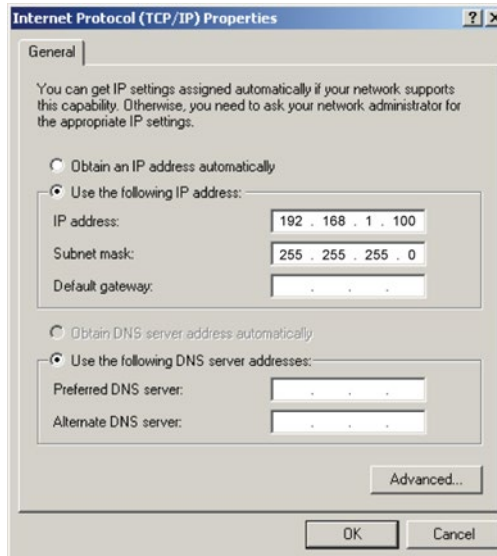 Internet Protocol (TCP/IP) Properties
General
You can get IP settings assigned automatically if your network supports
this capability. Otherwise, you need to ask your network administrator for
the appropriate IP settings.
Obtain an IP address automatically
Use the following IP address:
IP address: 192 . 168 . 1 . 100
Subnet mask: 255 . 255 . 255 . 0
Default gateway: . . .
Obtain DNS server address automatically
Use the following DNS server addresses:
Preferred DNS server: . . .
Alternate DNS server: . . .
Advanced...
OK Cancel